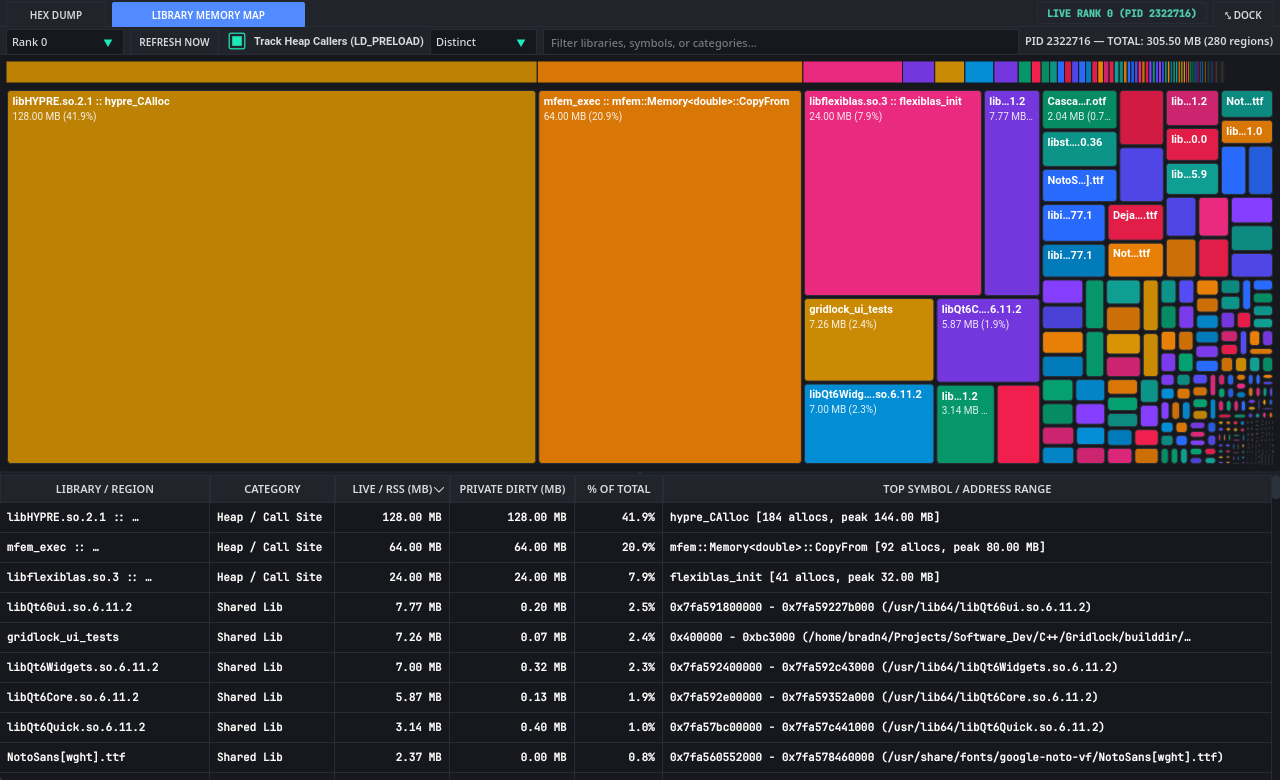 HEX DUMP
LIBRARY MEMORY MAP
LIVE RANK 0 (PID 2322716)
DOCK
Rank 0
REFRESH NOW
Track Heap Callers (LD_PRELOAD)
Distinct
Filter libraries, symbols, or categories...
PID 2322716 — TOTAL: 305.50 MB (280 regions)
libHYPRE.so.2.1 :: hypre_CAlloc
128.00 MB (41.9%)
mfem_exec :: mfem::Memory<double>::CopyFrom
64.00 MB (20.9%)
libflexiblas.so.3 :: flexiblas_init
24.00 MB (7.9%)
lib...1.2
7.77 MB...
gridlock_ui_tests
7.26 MB (2.4%)
libQt6C....6.11.2
5.87 MB (1.9%)
libQt6Widg....so.6.11.2
7.00 MB (2.3%)
lib...1.2
3.14 MB ...
Casca...r.otf
2.04 MB (0.7...
libst....0.36
NotoS...].ttf
libi...77.1
Deja....ttf
libi...77.1
Not...ttf
lib...1.2
Not...ttf
lib...0.0
lib...1.0
lib...5.9
LIBRARY / REGION
CATEGORY
LIVE / RSS (MB)
PRIVATE DIRTY (MB)
% OF TOTAL
TOP SYMBOL / ADDRESS RANGE
libHYPRE.so.2.1 :: … Heap / Call Site 128.00 MB 128.00 MB 41.9% hypre_CAlloc [184 allocs, peak 144.00 MB]
mfem_exec :: … Heap / Call Site 64.00 MB 64.00 MB 20.9% mfem::Memory<double>::CopyFrom [92 allocs, peak 80.00 MB]
libflexiblas.so.3 :: … Heap / Call Site 24.00 MB 24.00 MB 7.9% flexiblas_init [41 allocs, peak 32.00 MB]
libQt6Gui.so.6.11.2 Shared Lib 7.77 MB 0.20 MB 2.5% 0x7fa591800000 - 0x7fa59227b000 (/usr/lib64/libQt6Gui.so.6.11.2)
gridlock_ui_tests Shared Lib 7.26 MB 0.07 MB 2.4% 0x400000 - 0xbc3000 (/home/bradn4/Projects/Software_Dev/C++/Gridlock/builddir/…
libQt6Widgets.so.6.11.2 Shared Lib 7.00 MB 0.32 MB 2.3% 0x7fa592400000 - 0x7fa592c43000 (/usr/lib64/libQt6Widgets.so.6.11.2)
libQt6Core.so.6.11.2 Shared Lib 5.87 MB 0.13 MB 1.9% 0x7fa592e00000 - 0x7fa59352a000 (/usr/lib64/libQt6Core.so.6.11.2)
libQt6Quick.so.6.11.2 Shared Lib 3.14 MB 0.40 MB 1.0% 0x7fa57bc00000 - 0x7fa57c441000 (/usr/lib64/libQt6Quick.so.6.11.2)
NotoSans[wght].ttf Shared Lib 2.37 MB 0.00 MB 0.8% 0x7fa560552000 - 0x7fa578460000 (/usr/share/fonts/google-noto-vf/NotoSans[wght].ttf)